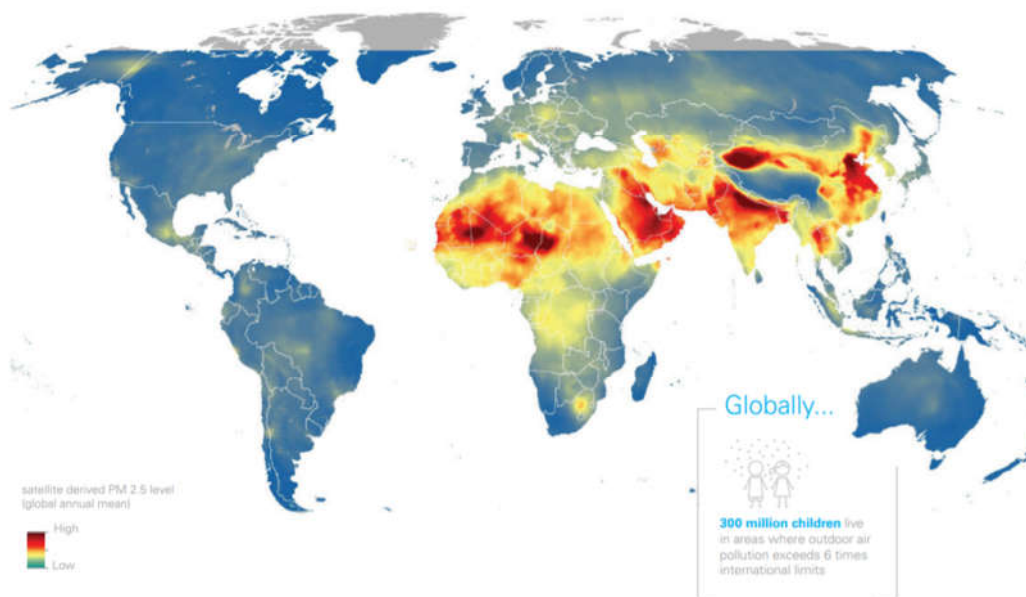 Globally...
satellite derived PM 2.5 level
(global annual mean)
High
Low
300 million children live
in areas where outdoor air
pollution exceeds 6 times
international limits